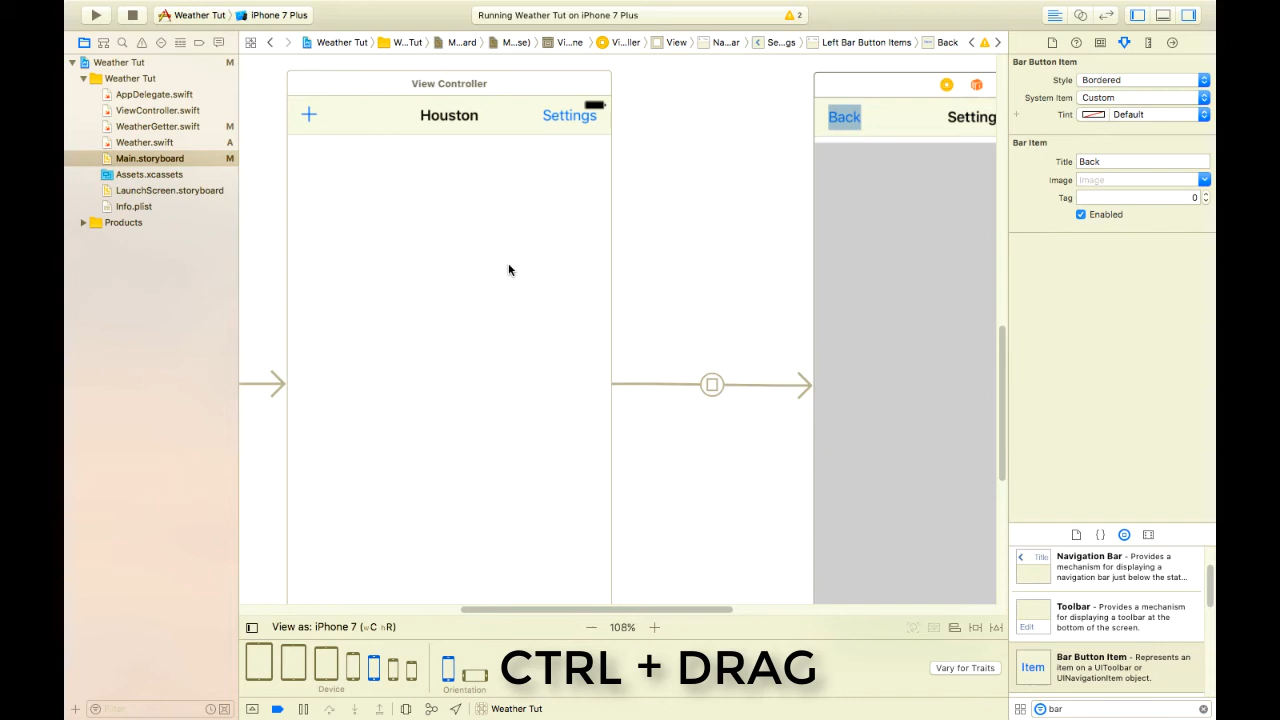 Weather Tut
iPhone 7 Plus
Running Weather Tut on iPhone 7 Plus
2
Weather Tut
W...Tut
M...ard
M...se)
Vi...ne
Vi...ller
View
Na...ar
Se...gs
Left Bar Button Items
Back
Weather Tut
M
Weather Tut
AppDelegate.swift
ViewController.swift
WeatherGetter.swift
M
Weather.swift
A
Main.storyboard
M
Assets.xcassets
LaunchScreen.storyboard
Info.plist
Products
Filter
View Controller
Houston
Settings
Back
Setting
View as: iPhone 7 (wC hR)
108%
Device
Orientation
Vary for Traits
CTRL + DRAG
Weather Tut
Bar Button Item
Style
Bordered
System Item
Custom
Tint
Default
Bar Item
Title
Back
Image
Image
Tag
0
Enabled
Title
Navigation Bar - Provides a
mechanism for displaying a
navigation bar just below the stat...
Edit
Toolbar - Provides a mechanism
for displaying a toolbar at the
bottom of the screen.
Item
Bar Button Item - Represents an
item on a UIToolbar or
UINavigationItem object.
bar